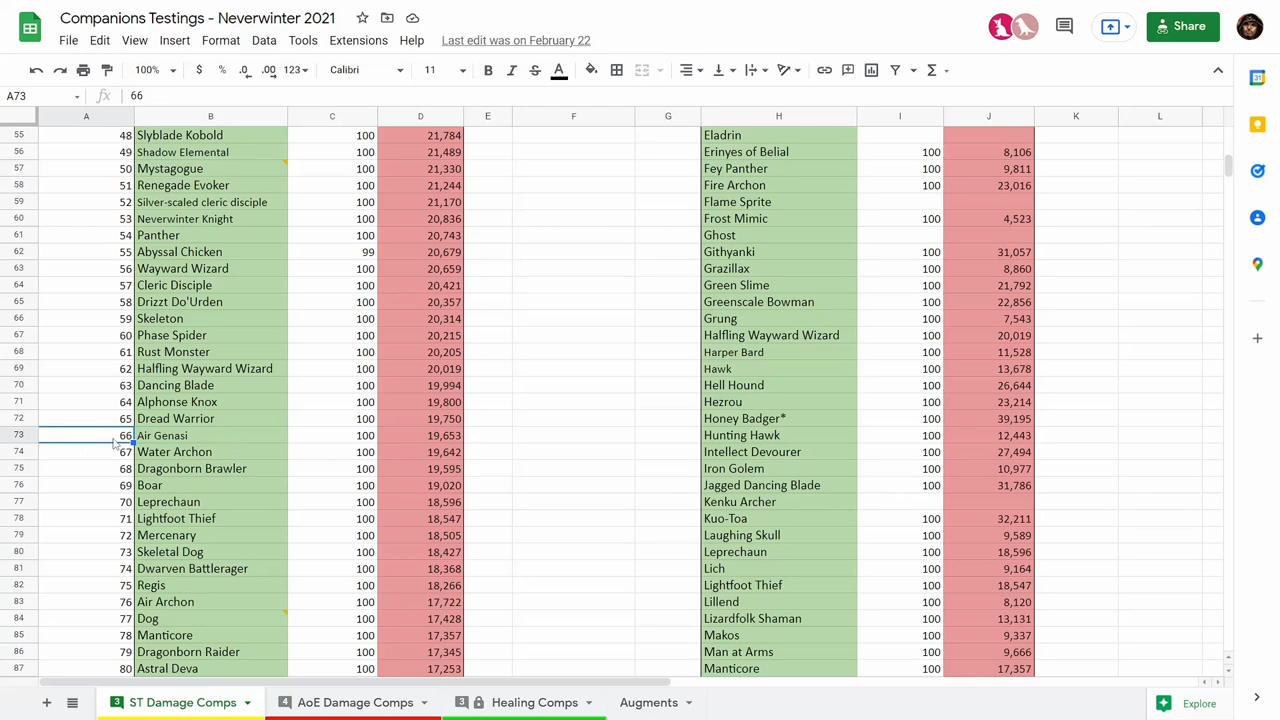 Companions Testings - Neverwinter 2021
File Edit View Insert Format Data Tools Extensions Help Last edit was on February 22
Share
100% $ % .0 .00 123 Calibri 11 B I S A Σ
A73 fx 66
A B C D E F G H I J K L
55 48 Slyblade Kobold 100 21,784 Eladrin
56 49 Shadow Elemental 100 21,489 Erinyes of Belial 100 8,106
57 50 Mystagogue 100 21,330 Fey Panther 100 9,811
58 51 Renegade Evoker 100 21,244 Fire Archon 100 23,016
59 52 Silver-scaled cleric disciple 100 21,170 Flame Sprite
60 53 Neverwinter Knight 100 20,836 Frost Mimic 100 4,523
61 54 Panther 100 20,743 Ghost
62 55 Abyssal Chicken 99 20,679 Githyanki 100 31,057
63 56 Wayward Wizard 100 20,659 Grazillax 100 8,860
64 57 Cleric Disciple 100 20,421 Green Slime 100 21,792
65 58 Drizzt Do'Urden 100 20,357 Greenscale Bowman 100 22,856
66 59 Skeleton 100 20,314 Grung 100 7,543
67 60 Phase Spider 100 20,215 Halfling Wayward Wizard 100 20,019
68 61 Rust Monster 100 20,205 Harper Bard 100 11,528
69 62 Halfling Wayward Wizard 100 20,019 Hawk 100 13,678
70 63 Dancing Blade 100 19,994 Hell Hound 100 26,644
71 64 Alphonse Knox 100 19,800 Hezrou 100 23,214
72 65 Dread Warrior 100 19,750 Honey Badger* 100 39,195
73 66 Air Genasi 100 19,653 Hunting Hawk 100 12,443
74 67 Water Archon 100 19,642 Intellect Devourer 100 27,494
75 68 Dragonborn Brawler 100 19,595 Iron Golem 100 10,977
76 69 Boar 100 19,020 Jagged Dancing Blade 100 31,786
77 70 Leprechaun 100 18,596 Kenku Archer
78 71 Lightfoot Thief 100 18,547 Kuo-Toa 100 32,211
79 72 Mercenary 100 18,505 Laughing Skull 100 9,589
80 73 Skeletal Dog 100 18,427 Leprechaun 100 18,596
81 74 Dwarven Battlerager 100 18,368 Lich 100 9,164
82 75 Regis 100 18,266 Lightfoot Thief 100 18,547
83 76 Air Archon 100 17,722 Lillend 100 8,120
84 77 Dog 100 17,428 Lizardfolk Shaman 100 13,131
85 78 Manticore 100 17,357 Makos 100 9,337
86 79 Dragonborn Raider 100 17,345 Man at Arms 100 9,666
87 80 Astral Deva 100 17,253 Manticore 100 17,357
3 ST Damage Comps 4 AoE Damage Comps 3 Healing Comps Augments Explore